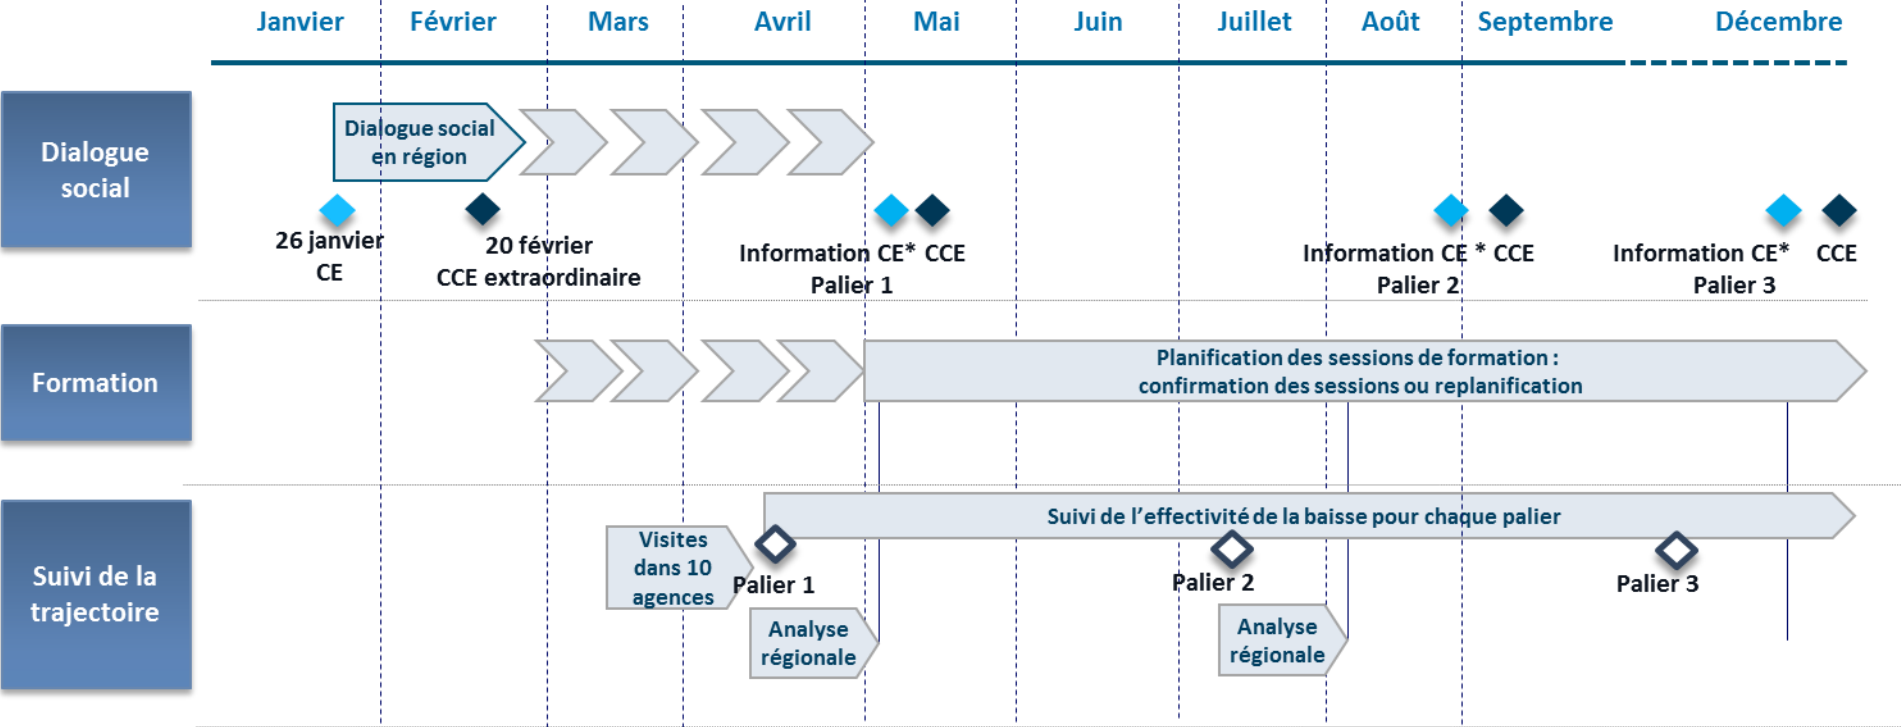 Janvier Février Mars Avril Mai Juin Juillet Août Septembre Décembre
Dialogue
social
Dialogue social
en région
26 janvier
CE
20 février
CCE extraordinaire
Information CE* CCE
Palier 1
Information CE * CCE
Palier 2
Information CE* CCE
Palier 3
Formation
Planification des sessions de formation :
confirmation des sessions ou replanification
Suivi de la
trajectoire
Suivi de l’effectivité de la baisse pour chaque palier
Visites
dans 10
agences
Palier 1
Palier 2
Palier 3
Analyse
régionale
Analyse
régionale